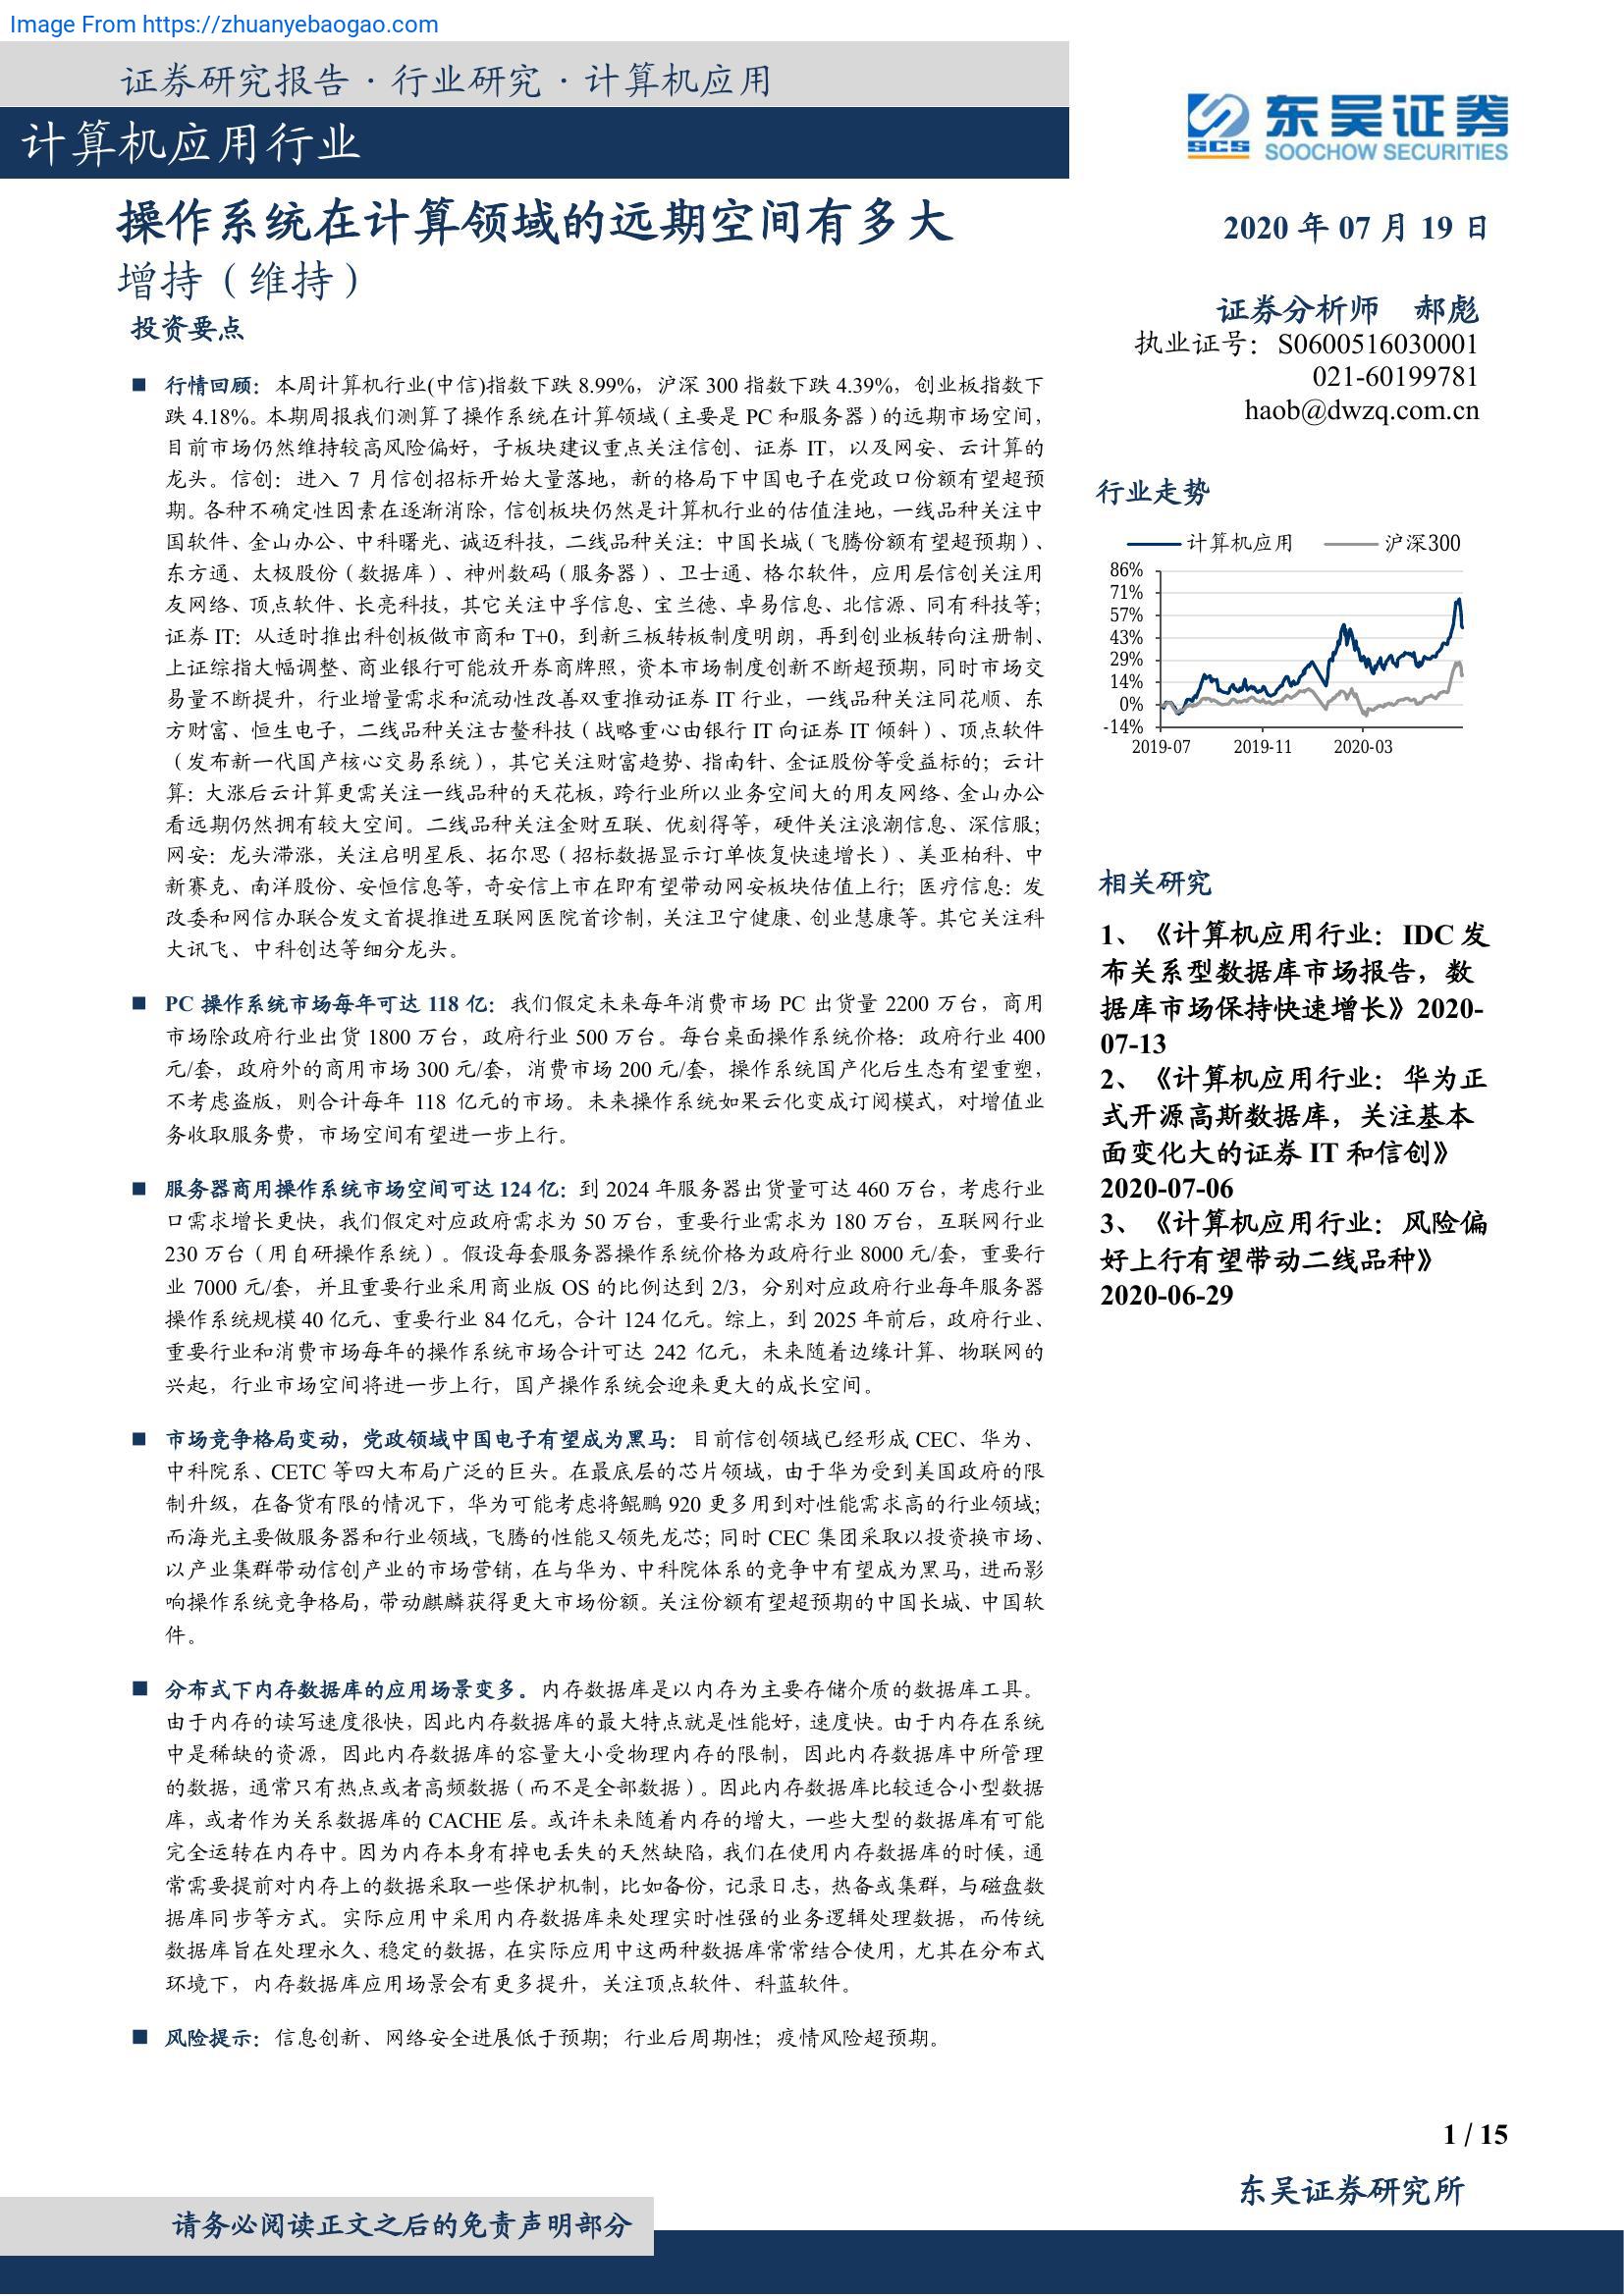 Image From https://zhuanyebaogao.com
证券研究报告·行业研究·计算机应用
计算机应用行业
东吴证券
SCS
SOOCHOW SECURITIES
操作系统在计算领域的远期空间有多大
增持（维持）
投资要点
■ 行情回顾：本周计算机行业(中信)指数下跌 8.99%，沪深 300 指数下跌 4.39%，创业板指数下
跌 4.18%。本期周报我们测算了操作系统在计算领域（主要是 PC 和服务器）的远期市场空间，
目前市场仍然维持较高风险偏好，子板块建议重点关注信创、证券 IT，以及网安、云计算的
龙头。信创：进入 7 月信创招标开始大量落地，新的格局下中国电子在党政口份额有望超预
期。各种不确定性因素在逐渐消除，信创板块仍然是计算机行业的估值洼地，一线品种关注中
国软件、金山办公、中科曙光、诚迈科技，二线品种关注：中国长城（飞腾份额有望超预期）、
东方通、太极股份（数据库）、神州数码（服务器）、卫士通、格尔软件，应用层信创关注用
友网络、顶点软件、长亮科技，其它关注中孚信息、宝兰德、卓易信息、北信源、同有科技等；
证券 IT：从适时推出科创板做市商和 T+0，到新三板转板制度明朗，再到创业板转向注册制、
上证综指大幅调整、商业银行可能放开券商牌照，资本市场制度创新不断超预期，同时市场交
易量不断提升，行业增量需求和流动性改善双重推动证券 IT 行业，一线品种关注同花顺、东
方财富、恒生电子，二线品种关注古鳌科技（战略重心由银行 IT 向证券 IT 倾斜）、顶点软件
（发布新一代国产核心交易系统），其它关注财富趋势、指南针、金证股份等受益标的；云计
算：大涨后云计算更需关注一线品种的天花板，跨行业所以业务空间大的用友网络、金山办公
看远期仍然拥有较大空间。二线品种关注金财互联、优刻得等，硬件关注浪潮信息、深信服；
网安：龙头滞涨，关注启明星辰、拓尔思（招标数据显示订单恢复快速增长）、美亚柏科、中
新赛克、南洋股份、安恒信息等，奇安信上市在即有望带动网安板块估值上行；医疗信息：发
改委和网信办联合发文首提推进互联网医院首诊制，关注卫宁健康、创业慧康等。其它关注科
大讯飞、中科创达等细分龙头。
■ PC 操作系统市场每年可达 118 亿：我们假定未来每年消费市场 PC 出货量 2200 万台，商用
市场除政府行业出货 1800 万台，政府行业 500 万台。每台桌面操作系统价格：政府行业 400
元/套，政府外的商用市场 300 元/套，消费市场 200 元/套，操作系统国产化后生态有望重塑，
不考虑盗版，则合计每年 118 亿元的市场。未来操作系统如果云化变成订阅模式，对增值业
务收取服务费，市场空间有望进一步上行。
■ 服务器商用操作系统市场空间可达 124 亿：到 2024 年服务器出货量可达 460 万台，考虑行业
口需求增长更快，我们假定对应政府需求为 50 万台，重要行业需求为 180 万台，互联网行业
230 万台（用自研操作系统）。假设每套服务器操作系统价格为政府行业 8000 元/套，重要行
业 7000 元/套，并且重要行业采用商业版 OS 的比例达到 2/3，分别对应政府行业每年服务器
操作系统规模 40 亿元、重要行业 84 亿元，合计 124 亿元。综上，到 2025 年前后，政府行业、
重要行业和消费市场每年的操作系统市场合计可达 242 亿元，未来随着边缘计算、物联网的
兴起，行业市场空间将进一步上行，国产操作系统会迎来更大的成长空间。
■ 市场竞争格局变动，党政领域中国电子有望成为黑马：目前信创领域已经形成 CEC、华为、
中科院系、CETC 等四大布局广泛的巨头。在最底层的芯片领域，由于华为受到美国政府的限
制升级，在备货有限的情况下，华为可能考虑将鲲鹏 920 更多用到对性能需求高的行业领域；
而海光主要做服务器和行业领域，飞腾的性能又领先龙芯；同时 CEC 集团采取以投资换市场、
以产业集群带动信创产业的市场营销，在与华为、中科院体系的竞争中有望成为黑马，进而影
响操作系统竞争格局，带动麒麟获得更大市场份额。关注份额有望超预期的中国长城、中国软
件。
■ 分布式下内存数据库的应用场景变多。内存数据库是以内存为主要存储介质的数据库工具。
由于内存的读写速度很快，因此内存数据库的最大特点就是性能好，速度快。由于内存在系统
中是稀缺的资源，因此内存数据库的容量大小受物理内存的限制，因此内存数据库中所管理
的数据，通常只有热点或者高频数据（而不是全部数据）。因此内存数据库比较适合小型数据
库，或者作为关系数据库的 CACHE 层。或许未来随着内存的增大，一些大型的数据库有可能
完全运转在内存中。因为内存本身有掉电丢失的天然缺陷，我们在使用内存数据库的时候，通
常需要提前对内存上的数据采取一些保护机制，比如备份，记录日志，热备或集群，与磁盘数
据库同步等方式。实际应用中采用内存数据库来处理实时性强的业务逻辑处理数据，而传统
数据库旨在处理永久、稳定的数据，在实际应用中这两种数据库常常结合使用，尤其在分布式
环境下，内存数据库应用场景会有更多提升，关注顶点软件、科蓝软件。
■ 风险提示：信息创新、网络安全进展低于预期；行业后周期性；疫情风险超预期。
2020 年 07 月 19 日
证券分析师 郝彪
执业证号：S0600516030001
021-60199781
haob@dwzq.com.cn
行业走势
计算机应用 沪深300
86%
71%
57%
43%
29%
14%
0%
-14%
2019-07 2019-11 2020-03
相关研究
1、《计算机应用行业：IDC 发
布关系型数据库市场报告，数
据库市场保持快速增长》2020-
07-13
2、《计算机应用行业：华为正
式开源高斯数据库，关注基本
面变化大的证券 IT 和信创》
2020-07-06
3、《计算机应用行业：风险偏
好上行有望带动二线品种》
2020-06-29
1 / 15
东吴证券研究所
请务必阅读正文之后的免责声明部分